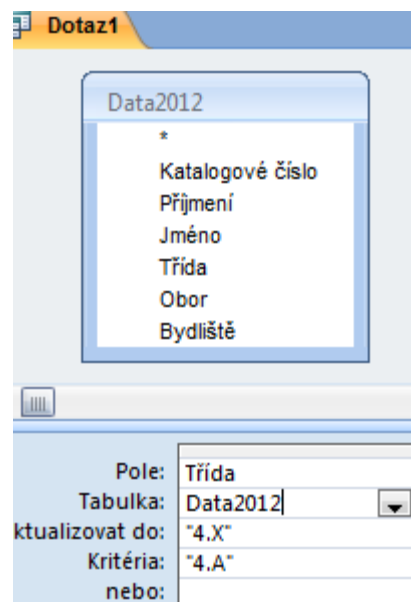 Dotaz1
Data2012
*
Katalogové číslo
Příjmení
Jméno
Třída
Obor
Bydliště
Pole: Třída
Tabulka: Data2012
ktualizovat do: "4.X"
Kritéria: "4.A"
nebo: